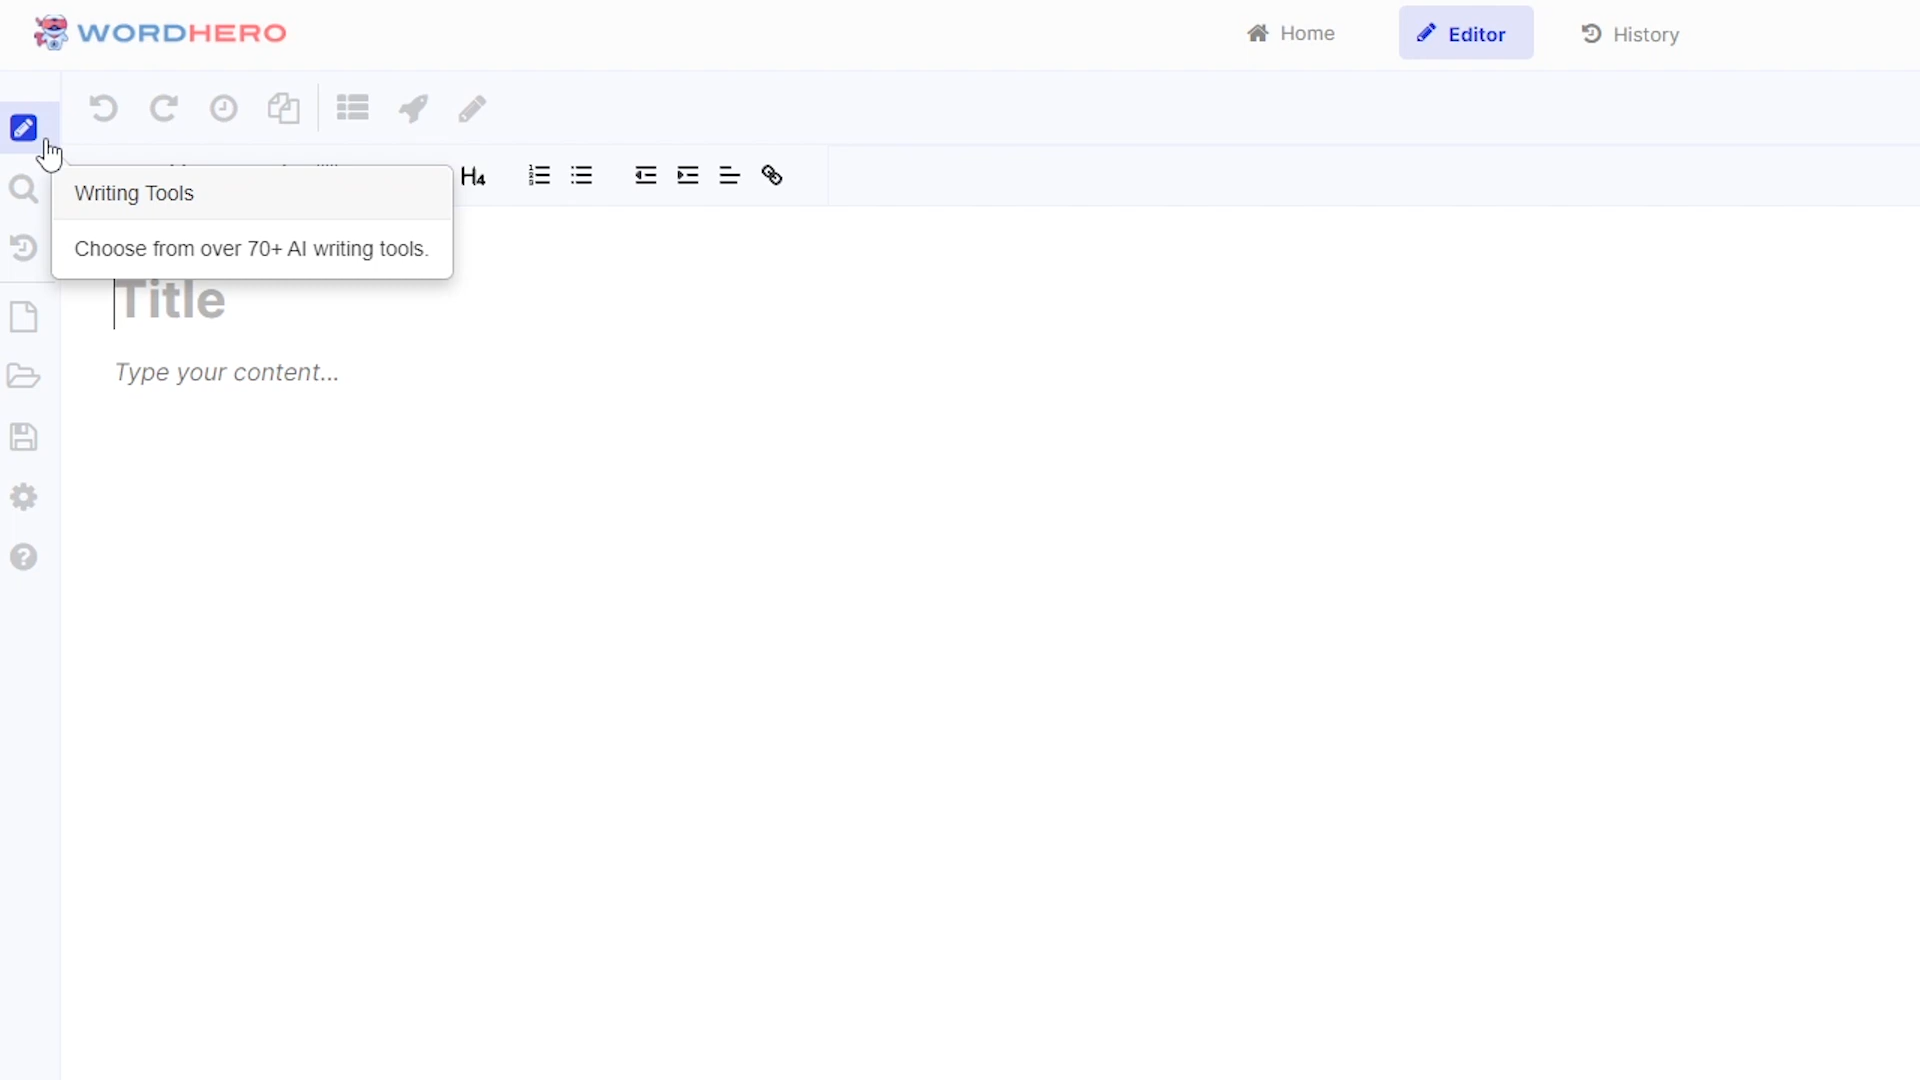 WORDHERO
Home
Editor
History
H4
Writing Tools
Choose from over 70+ AI writing tools.
Title
Type your content...